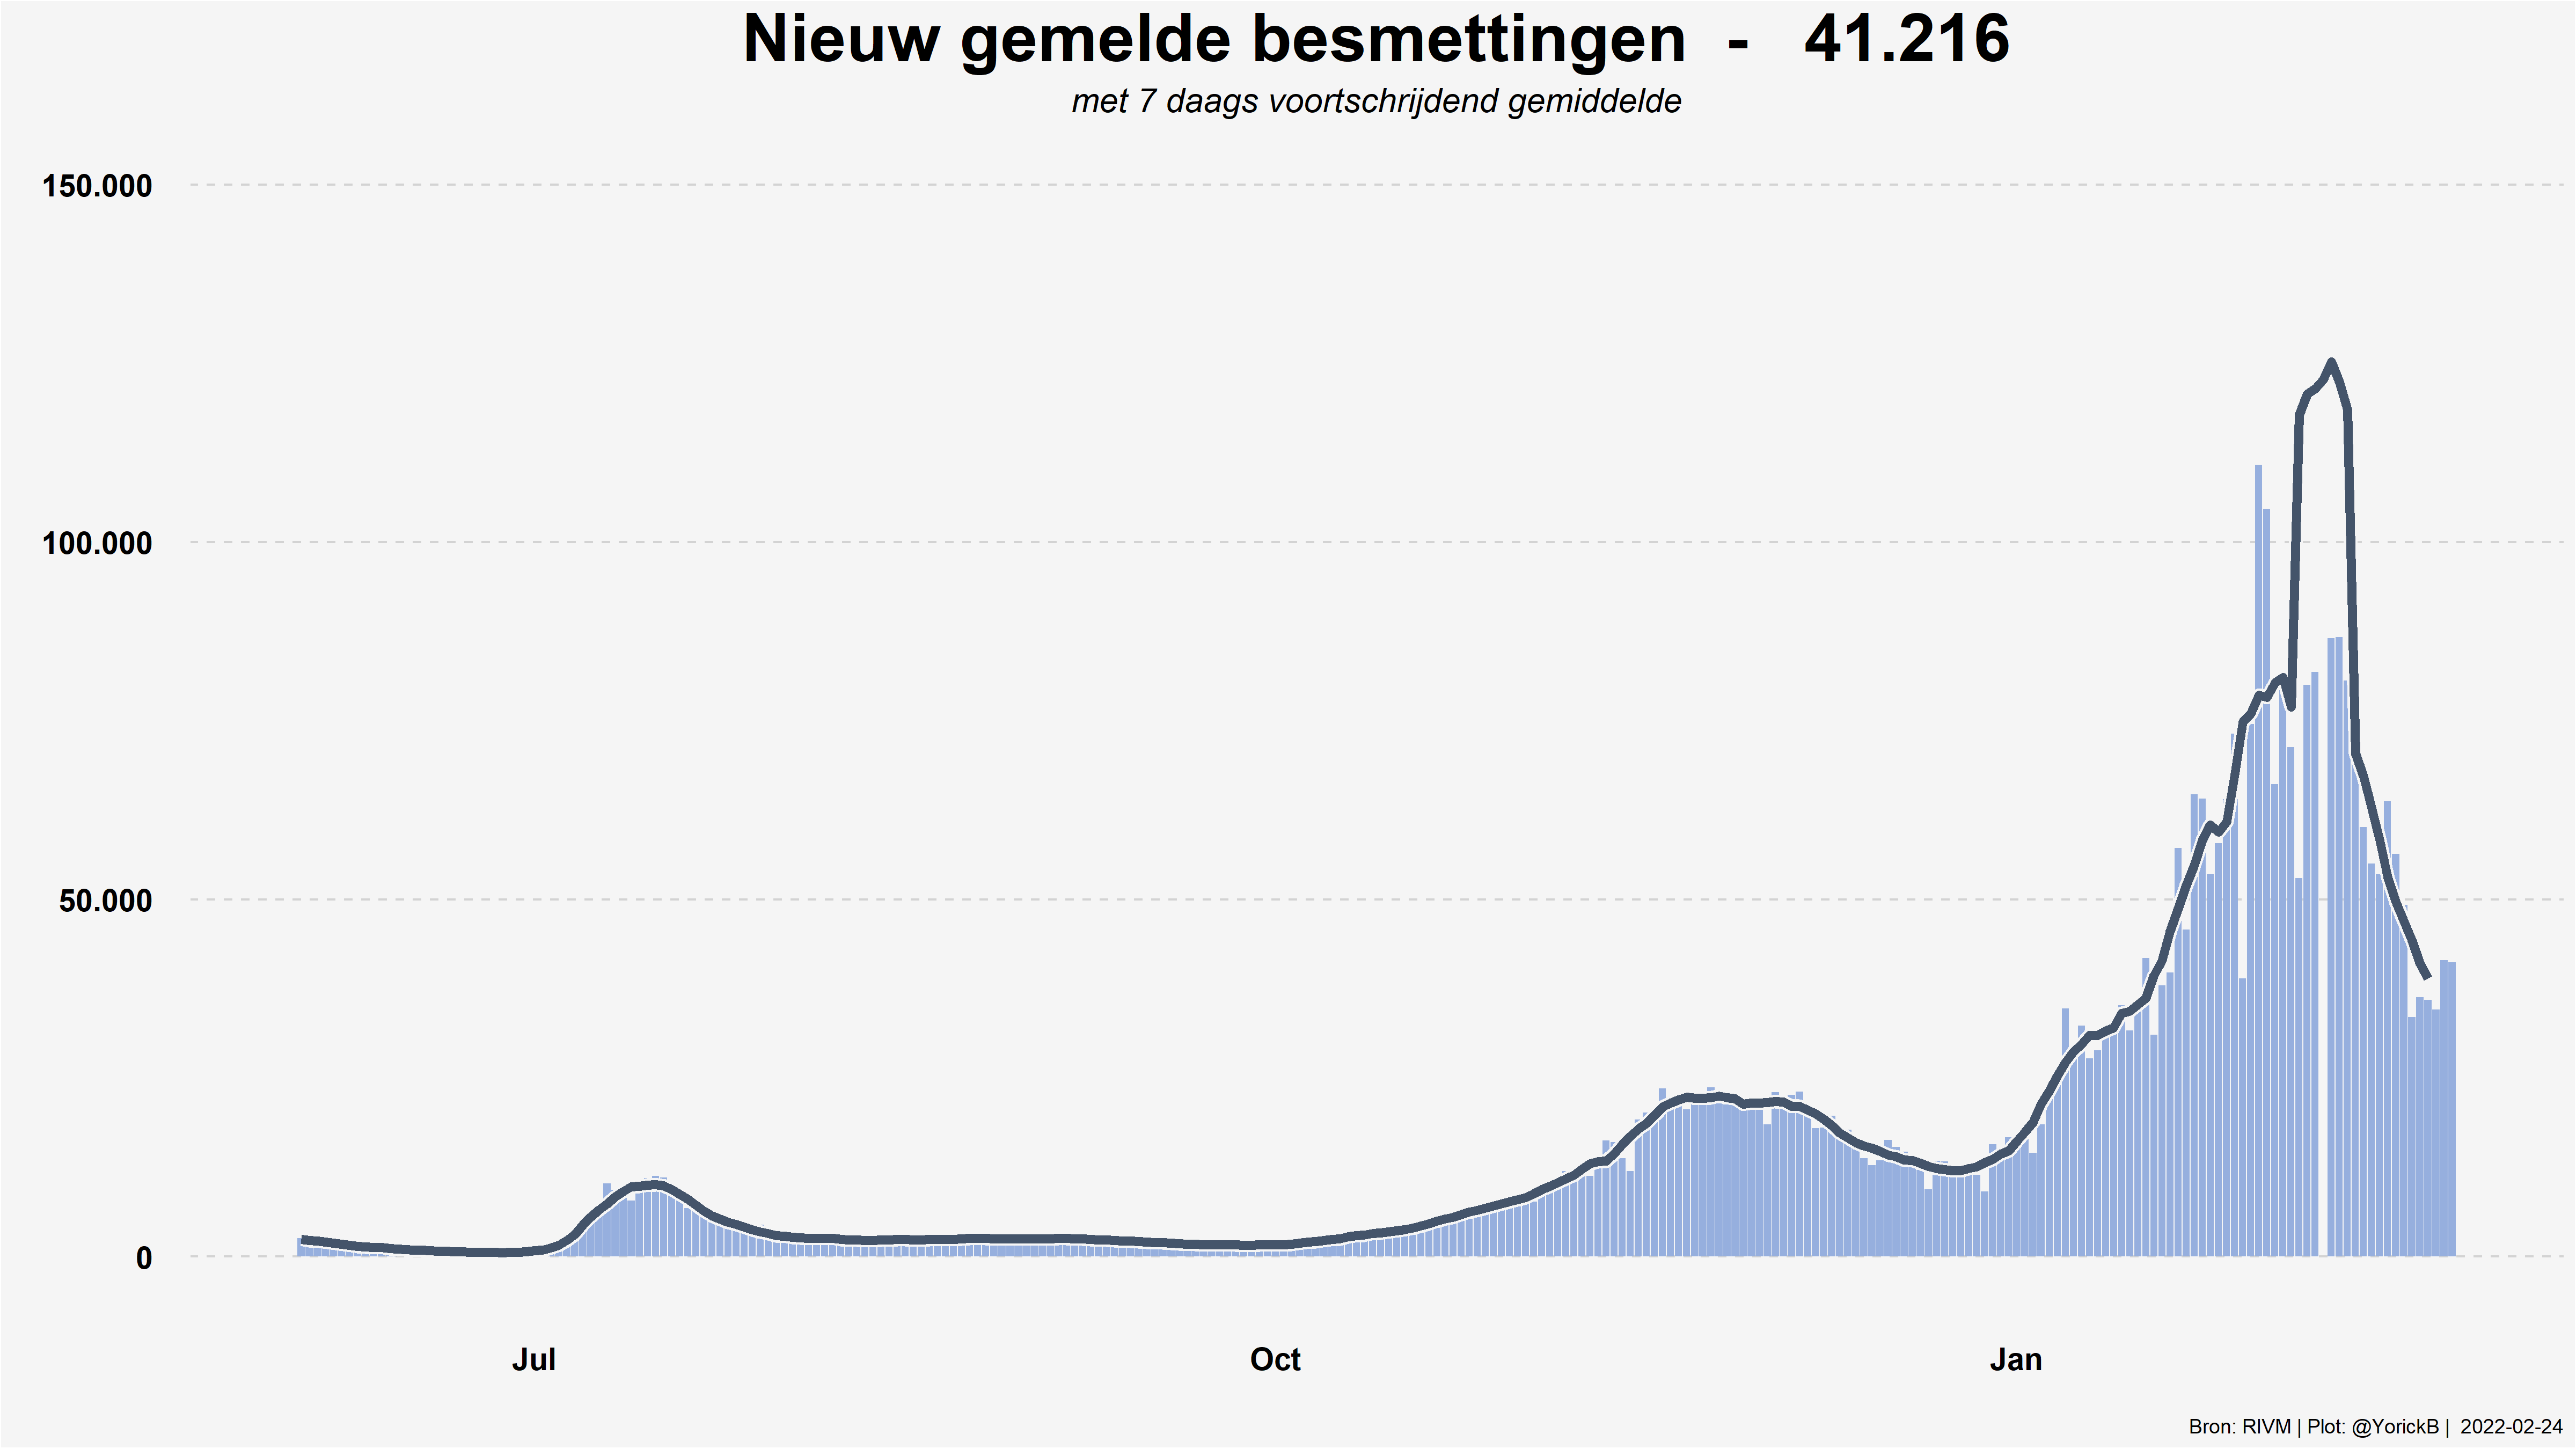 Nieuw gemelde besmettingen - 41.216
met 7 daags voortschrijdend gemiddelde
150.000
100.000
50.000
0
Jul Oct Jan
Bron: RIVM | Plot: @YorickB | 2022-02-24